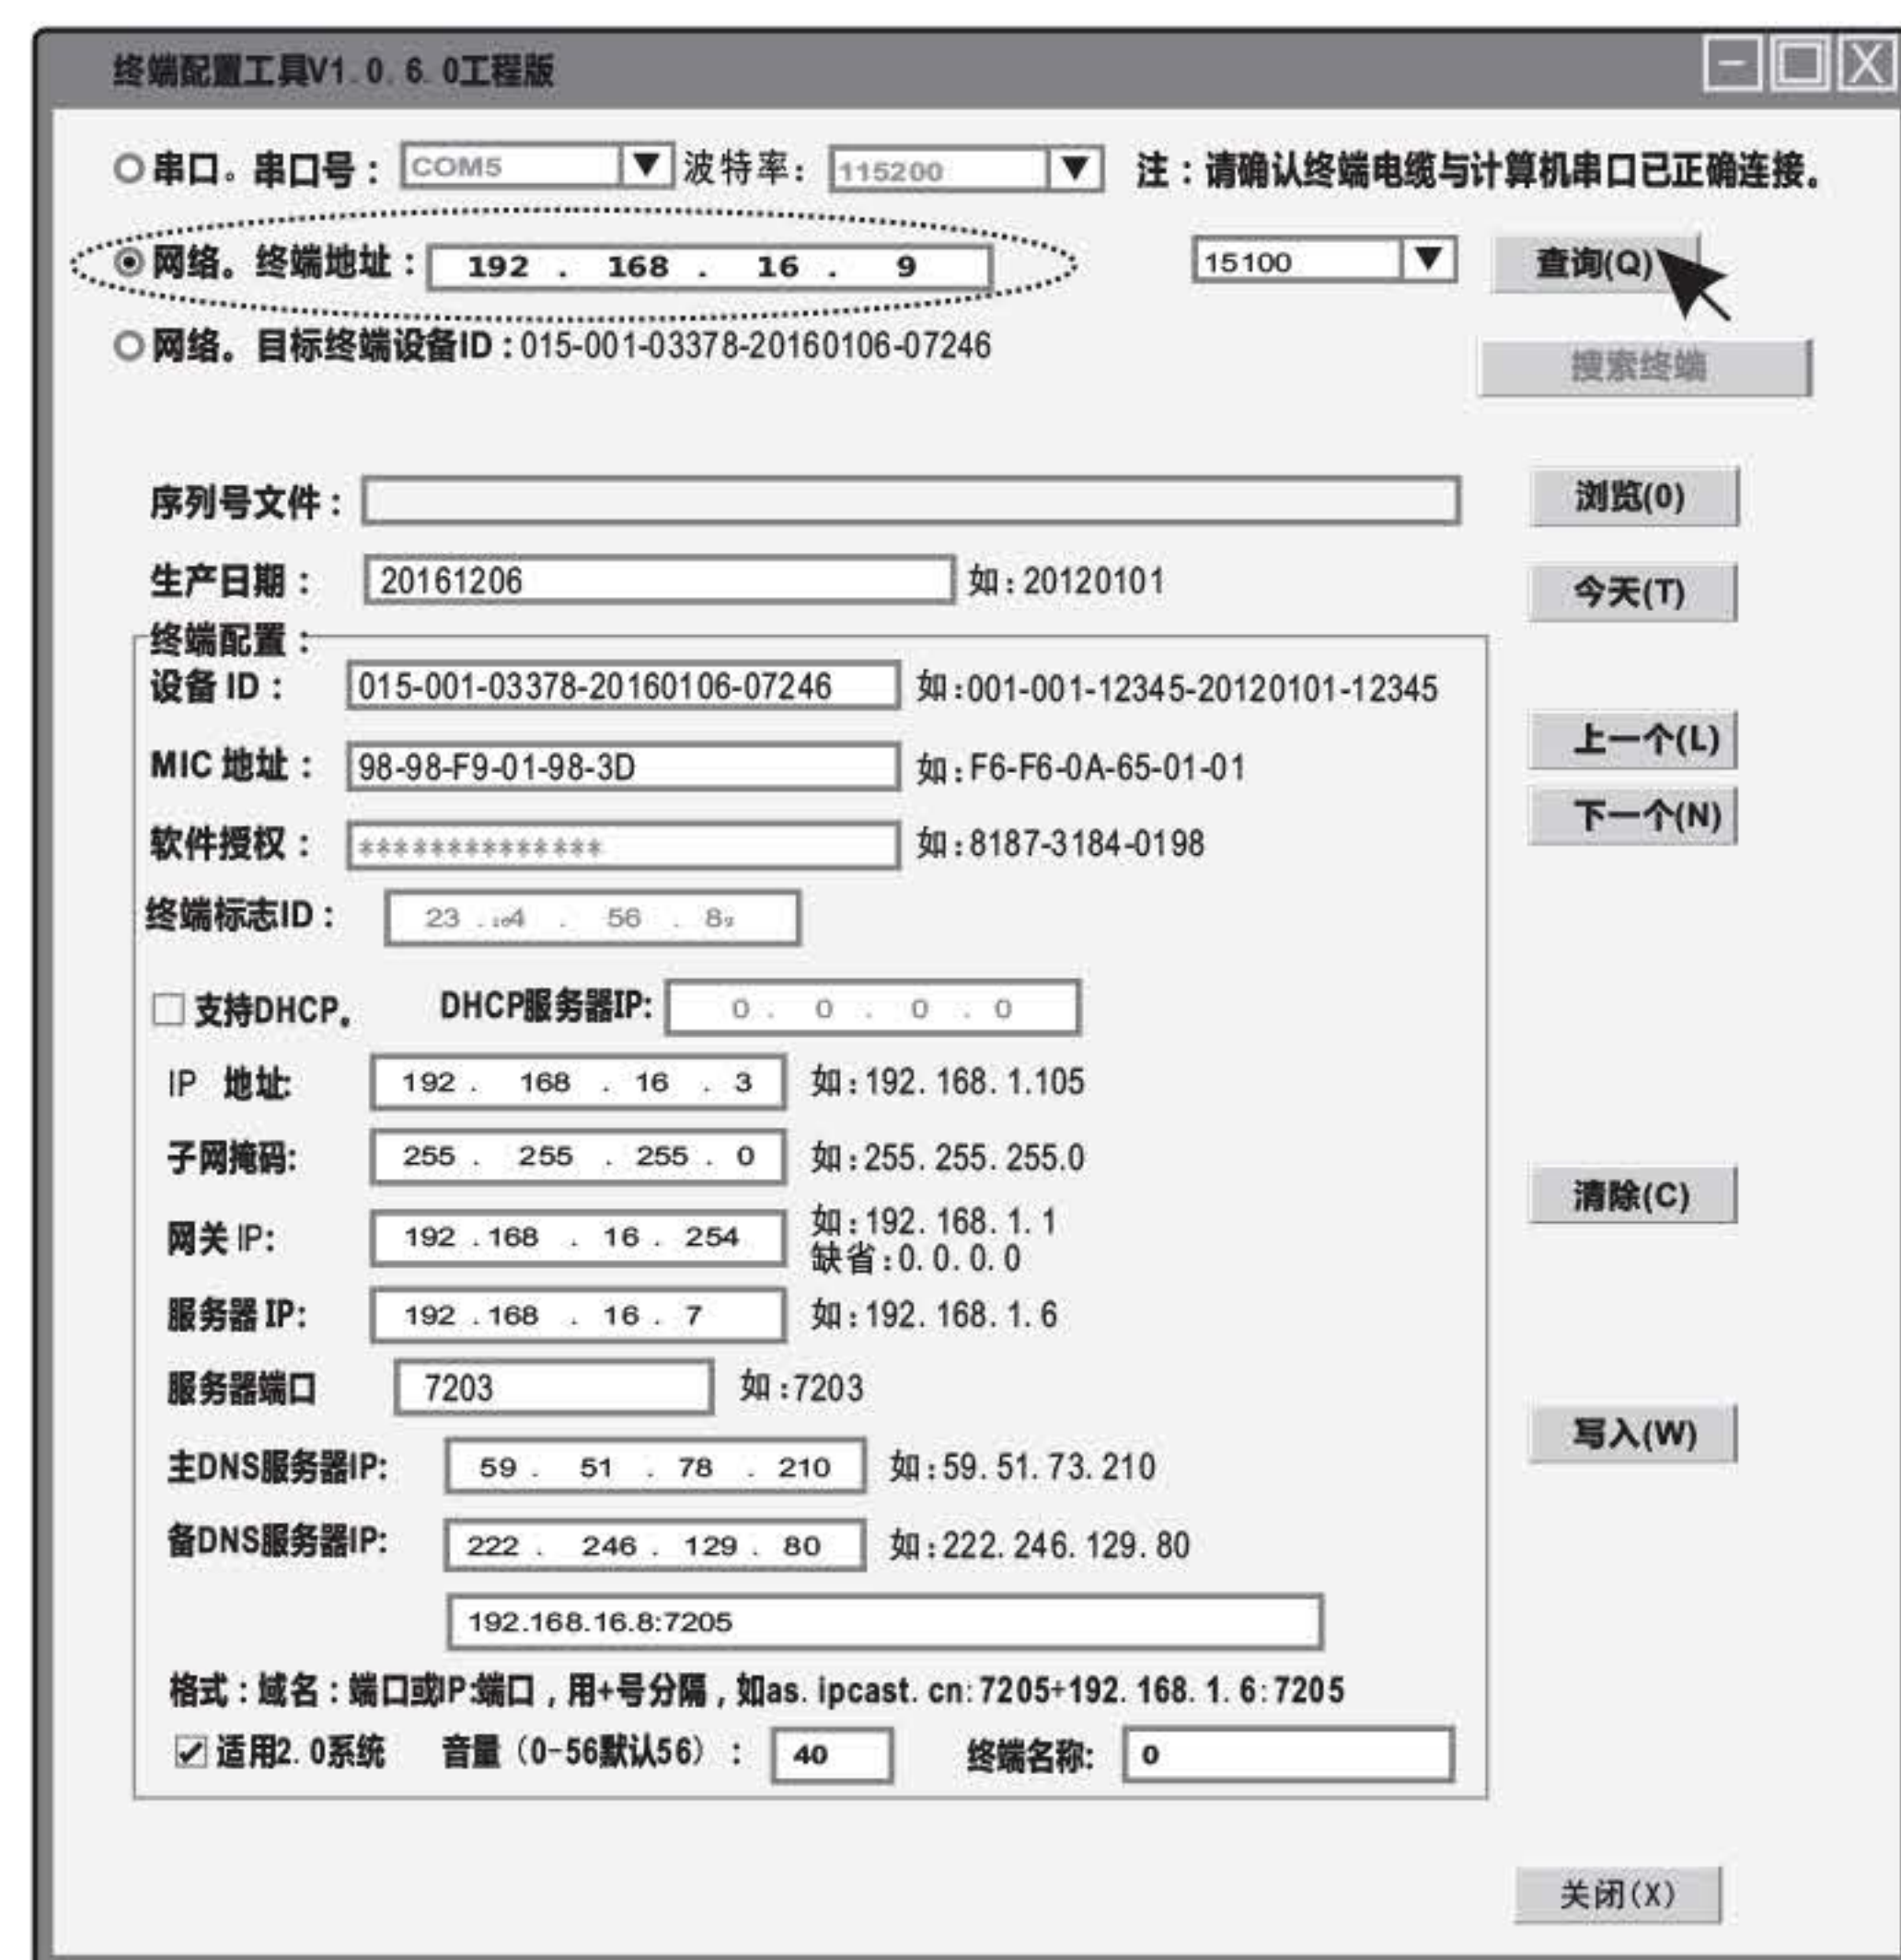 终端配置工具V1.0.6.0工程版
串口。串口号：COM5 波特率：115200 注：请确认终端电缆与计算机串口已正确连接。
网络。终端地址：192 . 168 . 16 . 9 15100 查询(Q)
网络。目标终端设备ID：015-001-03378-20160106-07246
搜索终端
序列号文件： 浏览(0)
生产日期：20161206 如：20120101 今天(T)
终端配置：
设备 ID：015-001-03378-20160106-07246 如：001-001-12345-20120101-12345
上一个(L)
MIC 地址：98-98-F9-01-98-3D 如：F6-F6-0A-65-01-01
下一个(N)
软件授权：************** 如：8187-3184-0198
终端标志ID：23 . 4 . 56 .
支持DHCP。 DHCP服务器IP: 0 . 0 . 0 . 0
IP 地址: 192 . 168 . 16 . 3 如：192.168.1.105
子网掩码: 255 . 255 . 255 . 0 如：255.255.255.0
清除(C)
网关 IP: 192 . 168 . 16 . 254 如：192.168.1.1
缺省：0.0.0.0
服务器 IP: 192 . 168 . 16 . 7 如：192.168.1.6
服务器端口 7203 如：7203
写入(W)
主DNS服务器IP: 59 . 51 . 78 . 210 如：59.51.73.210
备DNS服务器IP: 222 . 246 . 129 . 80 如：222.246.129.80
192.168.16.8:7205
格式：域名：端口或IP:端口，用+号分隔，如as.ipcast.cn:7205+192.168.1.6:7205
适用2.0系统 音量（0-56默认56）：40 终端名称: 0
关闭(X)